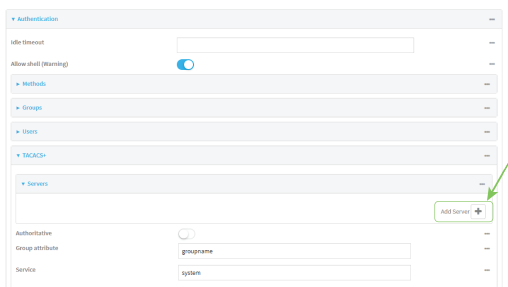 Authentication
Idle timeout
Allow shell (Warning)
Methods
Groups
Users
TACACS+
Servers
Add Server
Authoritative
Group attribute groupname
Service system